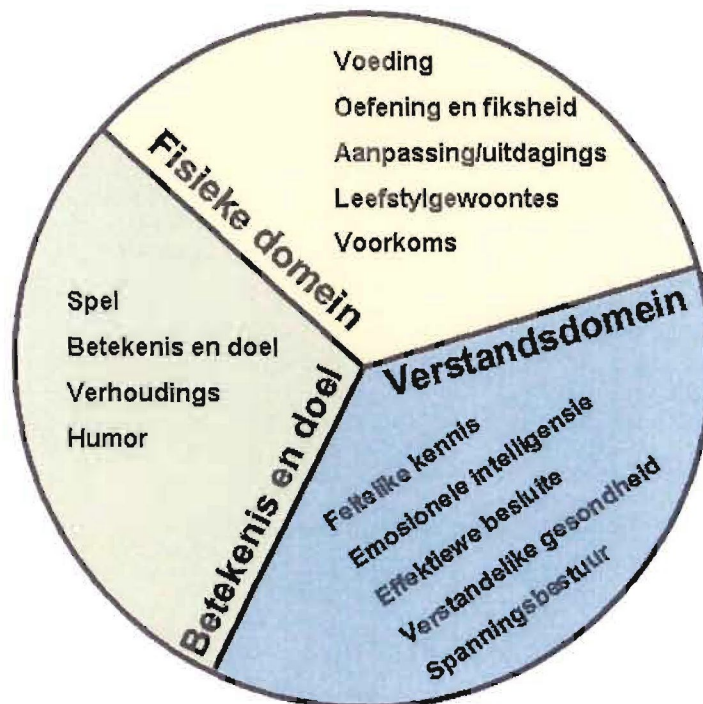 Fisieke domein
Voeding
Oefening en fiksheid
Aanpassing/uitdagings
Leefstylgewoontes
Voorkoms
Verstandsdomein
Feitelike kennis
Emosionele intelligensie
Effektiewe besluite
Verstandelike gesondheid
Spanningsbestuur
Betekenis en doel
Spel
Betekenis en doel
Verhoudings
Humor